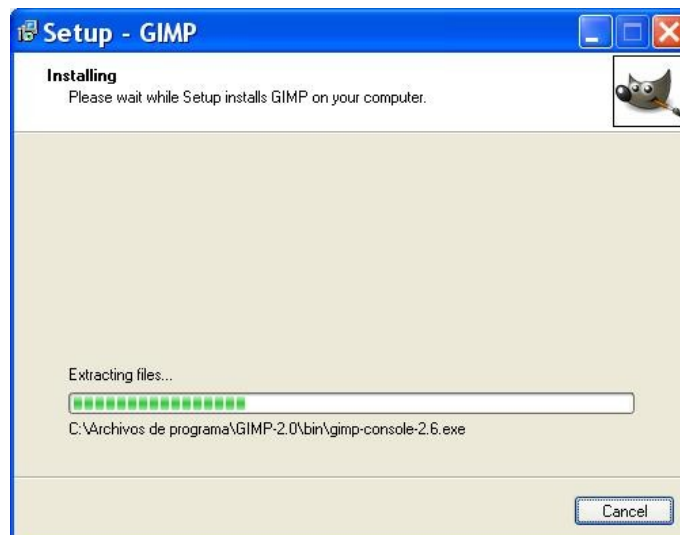 Setup - GIMP
Installing
Please wait while Setup installs GIMP on your computer.
Extracting files...
C:\Archivos de programa\GIMP-2.0\bin\gimp-console-2.6.exe
Cancel